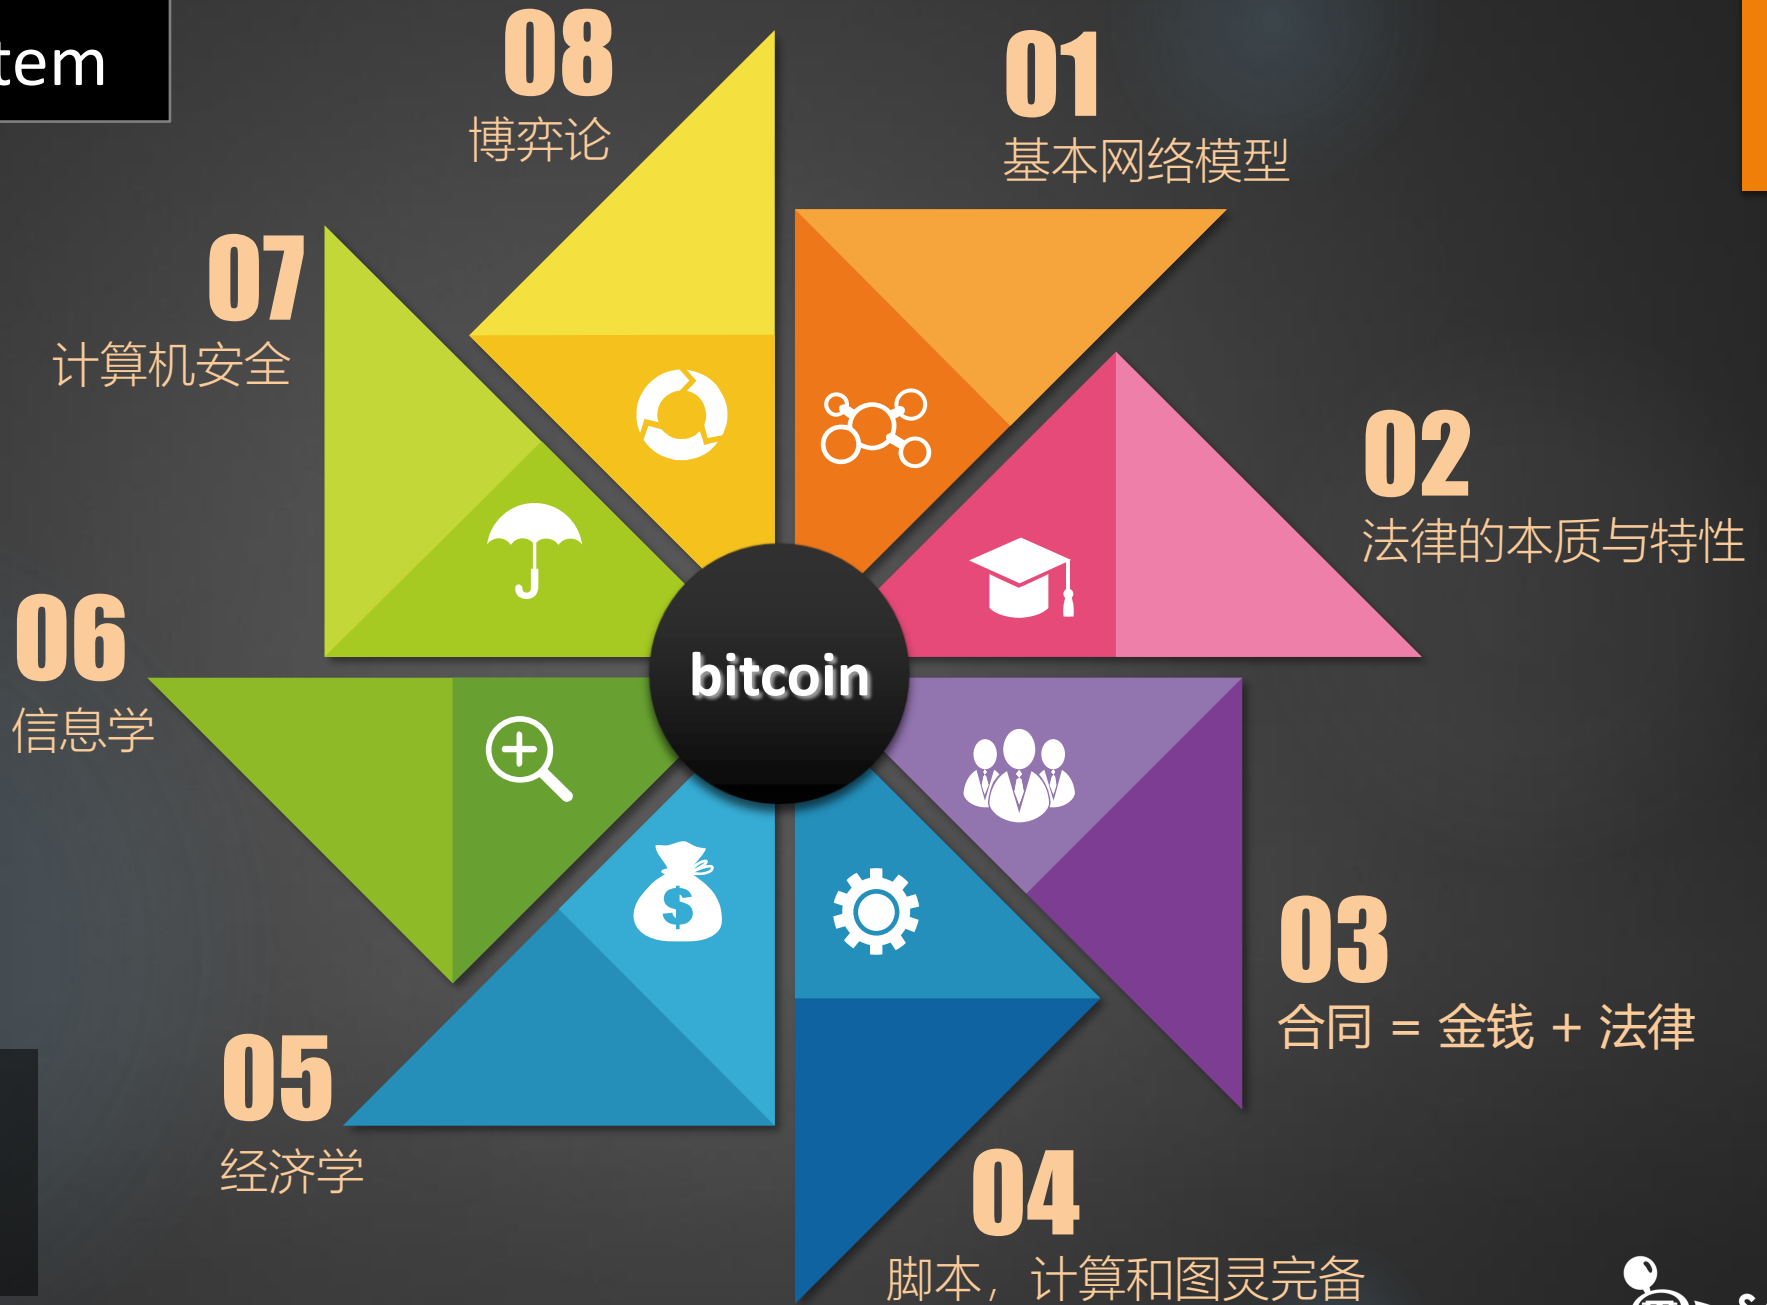 tem
08
博弈论
01
基本网络模型
07
计算机安全
02
法律的本质与特性
bitcoin
06
信息学
$
03
合同 = 金钱 + 法律
05
经济学
04
脚本，计算和图灵完备